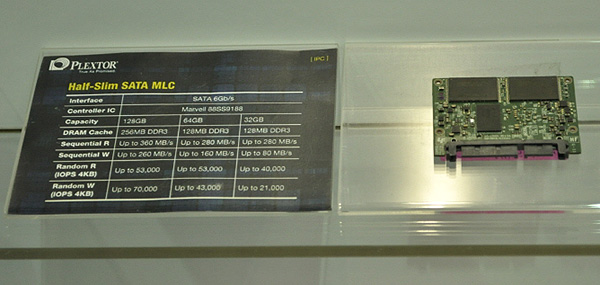 PLEXTOR
True As Promised.
[ IPC ]
Half-Slim SATA MLC
Interface SATA 6Gb/s
Controller IC Marvell 88SS9188
Capacity 128GB 64GB 32GB
DRAM Cache 256MB DDR3 128MB DDR3 128MB DDR3
Sequential R Up to 360 MB/s Up to 280 MB/s Up to 280 MB/s
Sequential W Up to 260 MB/s Up to 160 MB/s Up to 80 MB/s
Random R (IOPS 4KB) Up to 53,000 Up to 53,000 Up to 40,000
Random W (IOPS 4KB) Up to 70,000 Up to 43,000 Up to 21,000